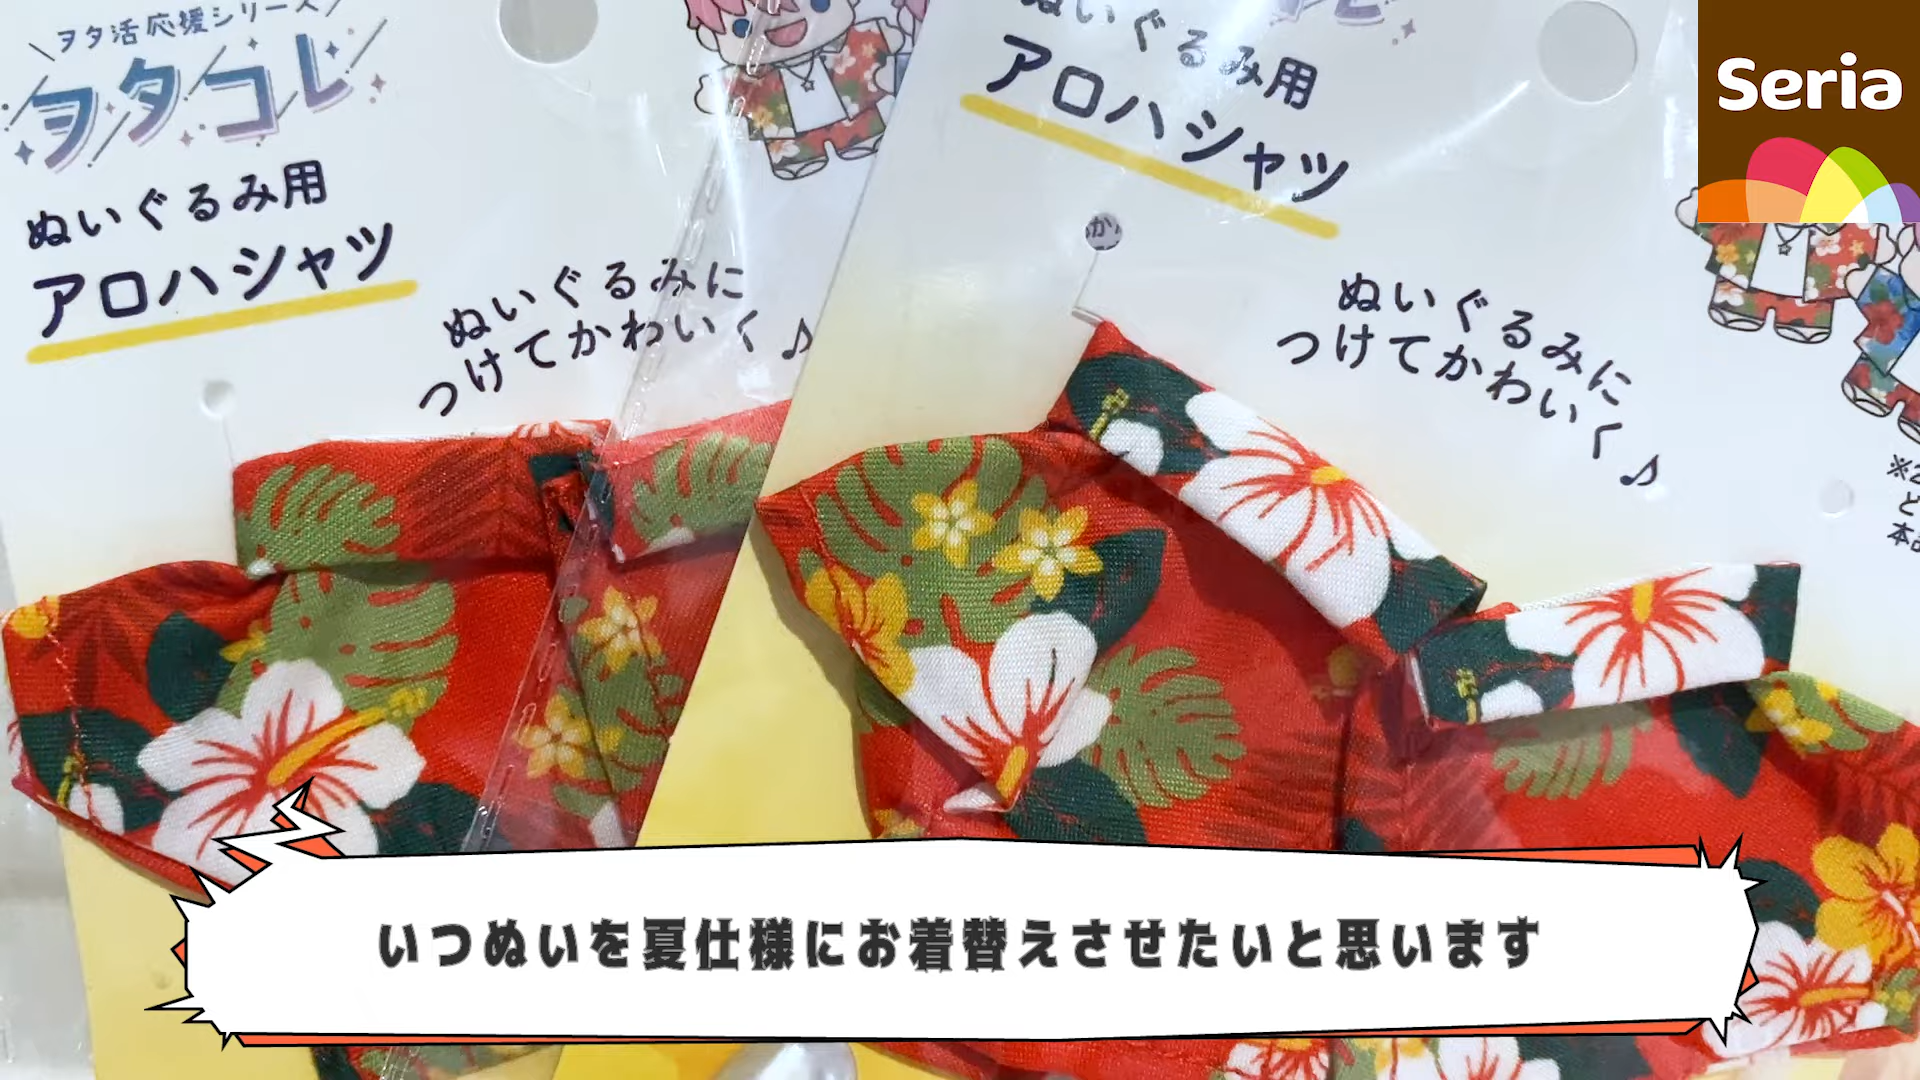 ヲタ活応援シリーズ
ヲタコレ
ぬいぐるみ用
アロハシャツ
ぬいぐるみに
つけてかわいく♪
ぬいぐるみ用
アロハシャツ
か
ぬいぐるみに
つけてかわいく♪
※2
ど
本
Seria
いつぬいを夏仕様にお着替えさせたいと思います